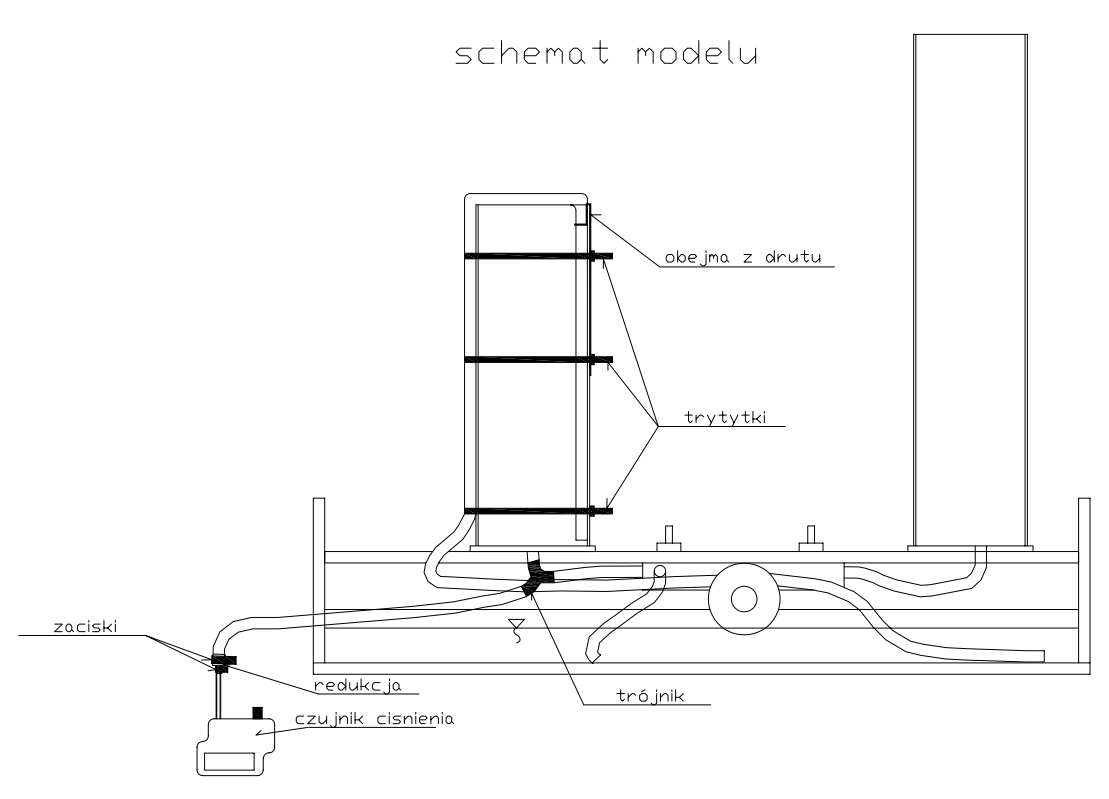 schemat modelu
obejma z drutu
trytytki
zaciski
redukcja
trójnik
czujnik cisnienia